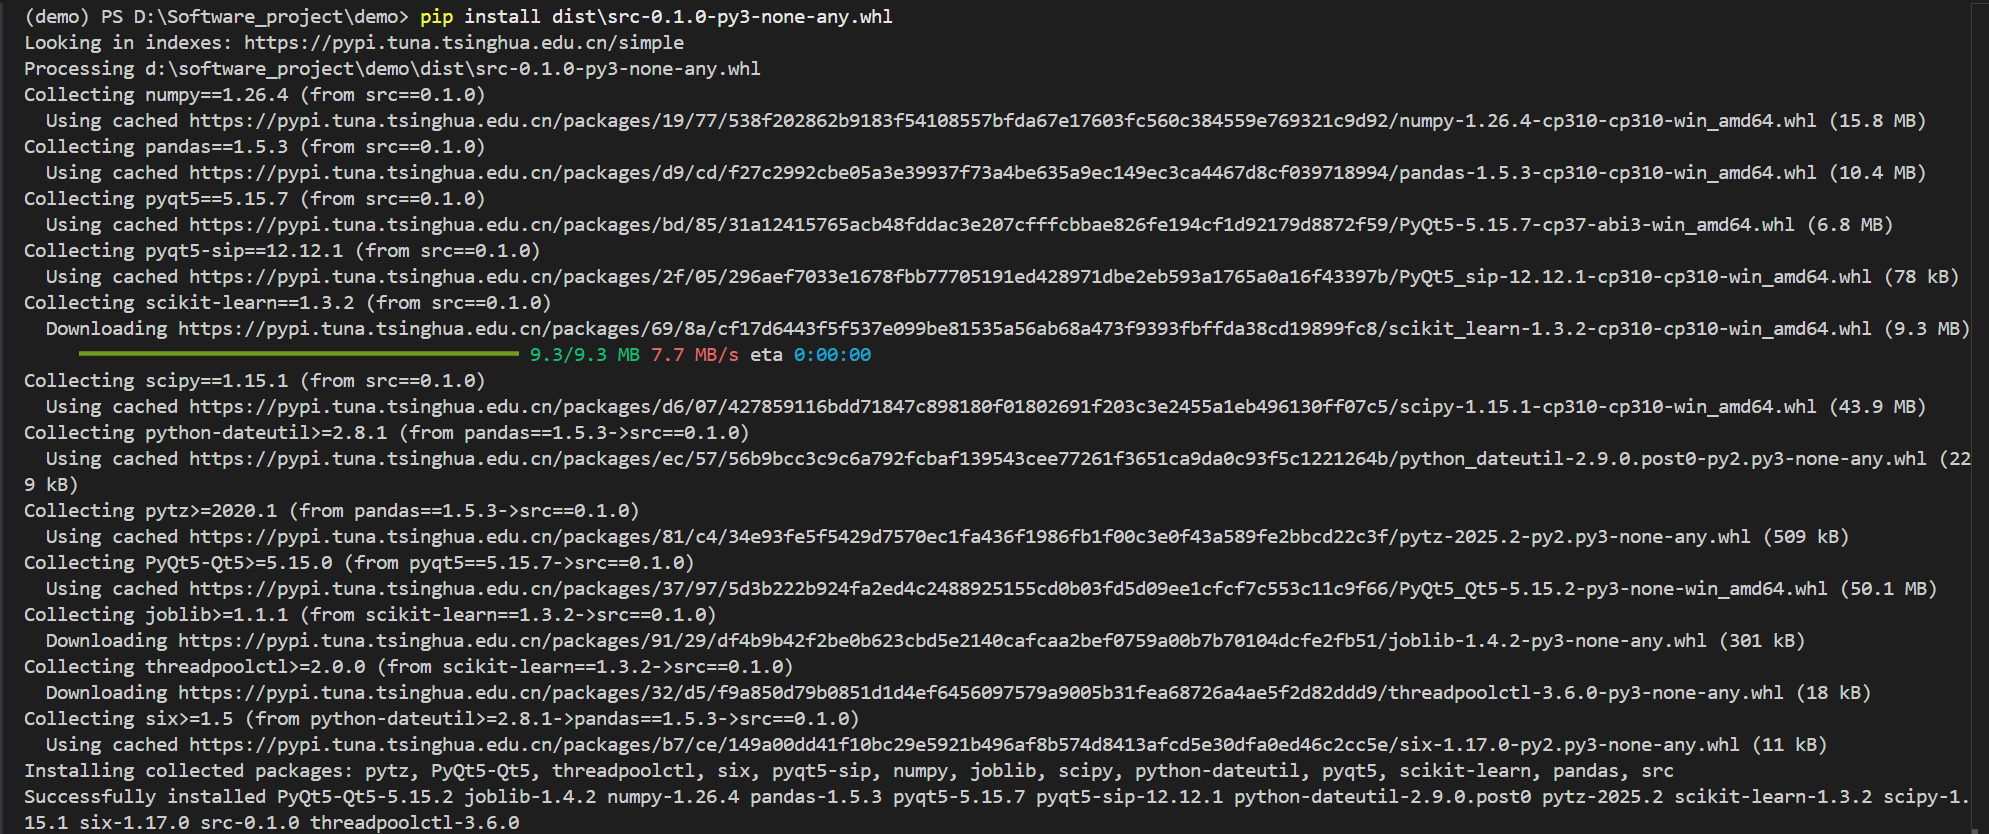 (demo) PS D:\Software_project\demo> pip install dist\src-0.1.0-py3-none-any.whl
Looking in indexes: https://pypi.tuna.tsinghua.edu.cn/simple
Processing d:\software_project\demo\dist\src-0.1.0-py3-none-any.whl
Collecting numpy==1.26.4 (from src==0.1.0)
  Using cached https://pypi.tuna.tsinghua.edu.cn/packages/19/77/538f202862b9183f54108557bfda67e17603fc560c384559e769321c9d92/numpy-1.26.4-cp310-cp310-win_amd64.whl (15.8 MB)
Collecting pandas==1.5.3 (from src==0.1.0)
  Using cached https://pypi.tuna.tsinghua.edu.cn/packages/d9/cd/f27c2992cbe05a3e39937f73a4be635a9ec149ec3ca4467d8cf039718994/pandas-1.5.3-cp310-cp310-win_amd64.whl (10.4 MB)
Collecting pyqt5==5.15.7 (from src==0.1.0)
  Using cached https://pypi.tuna.tsinghua.edu.cn/packages/bd/85/31a12415765acb48fddac3e207cfffcbbae826fe194cf1d92179d8872f59/PyQt5-5.15.7-cp37-abi3-win_amd64.whl (6.8 MB)
Collecting pyqt5-sip==12.12.1 (from src==0.1.0)
  Using cached https://pypi.tuna.tsinghua.edu.cn/packages/2f/05/296aef7033e1678fbb77705191ed428971dbe2eb593a1765a0a16f43397b/PyQt5_sip-12.12.1-cp310-cp310-win_amd64.whl (78 kB)
Collecting scikit-learn==1.3.2 (from src==0.1.0)
  Downloading https://pypi.tuna.tsinghua.edu.cn/packages/69/8a/cf17d6443f5f537e099be81535a56ab68a473f9393fbffda38cd19899fc8/scikit_learn-1.3.2-cp310-cp310-win_amd64.whl (9.3 MB)
9.3/9.3 MB 7.7 MB/s eta 0:00:00
Collecting scipy==1.15.1 (from src==0.1.0)
  Using cached https://pypi.tuna.tsinghua.edu.cn/packages/d6/07/427859116bdd71847c898180f01802691f203c3e2455a1eb496130ff07c5/scipy-1.15.1-cp310-cp310-win_amd64.whl (43.9 MB)
Collecting python-dateutil>=2.8.1 (from pandas==1.5.3->src==0.1.0)
  Using cached https://pypi.tuna.tsinghua.edu.cn/packages/ec/57/56b9bcc3c9c6a792fcbaf139543cee77261f3651ca9da0c93f5c1221264b/python_dateutil-2.9.0.post0-py2.py3-none-any.whl (22
9 kB)
Collecting pytz>=2020.1 (from pandas==1.5.3->src==0.1.0)
  Using cached https://pypi.tuna.tsinghua.edu.cn/packages/81/c4/34e93fe5f5429d7570ec1fa436f1986fb1f00c3e0f43a589fe2bbcd22c3f/pytz-2025.2-py2.py3-none-any.whl (509 kB)
Collecting PyQt5-Qt5>=5.15.0 (from pyqt5==5.15.7->src==0.1.0)
  Using cached https://pypi.tuna.tsinghua.edu.cn/packages/37/97/5d3b222b924fa2ed4c2488925155cd0b03fd5d09ee1cfcf7c553c11c9f66/PyQt5_Qt5-5.15.2-py3-none-win_amd64.whl (50.1 MB)
Collecting joblib>=1.1.1 (from scikit-learn==1.3.2->src==0.1.0)
  Downloading https://pypi.tuna.tsinghua.edu.cn/packages/91/29/df4b9b42f2be0b623cbd5e2140cafcaa2bef0759a00b7b70104dcfe2fb51/joblib-1.4.2-py3-none-any.whl (301 kB)
Collecting threadpoolctl>=2.0.0 (from scikit-learn==1.3.2->src==0.1.0)
  Downloading https://pypi.tuna.tsinghua.edu.cn/packages/32/d5/f9a850d79b0851d1d4ef6456097579a9005b31fea68726a4ae5f2d82ddd9/threadpoolctl-3.6.0-py3-none-any.whl (18 kB)
Collecting six>=1.5 (from python-dateutil>=2.8.1->pandas==1.5.3->src==0.1.0)
  Using cached https://pypi.tuna.tsinghua.edu.cn/packages/b7/ce/149a00dd41f10bc29e5921b496af8b574d8413afcd5e30dfa0ed46c2cc5e/six-1.17.0-py2.py3-none-any.whl (11 kB)
Installing collected packages: pytz, PyQt5-Qt5, threadpoolctl, six, pyqt5-sip, numpy, joblib, scipy, python-dateutil, pyqt5, scikit-learn, pandas, src
Successfully installed PyQt5-Qt5-5.15.2 joblib-1.4.2 numpy-1.26.4 pandas-1.5.3 pyqt5-5.15.7 pyqt5-sip-12.12.1 python-dateutil-2.9.0.post0 pytz-2025.2 scikit-learn-1.3.2 scipy-1.
15.1 six-1.17.0 src-0.1.0 threadpoolctl-3.6.0